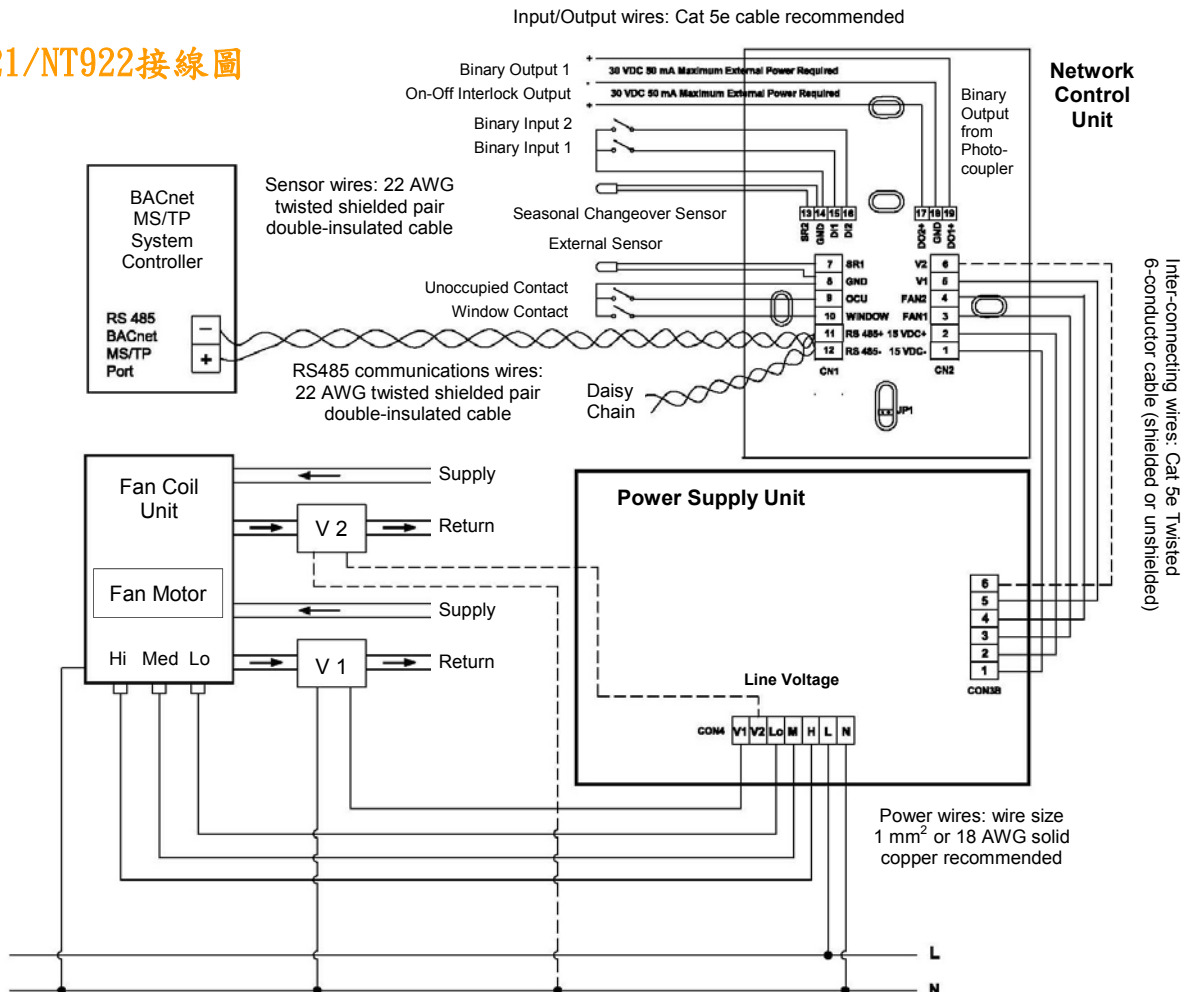 Input/Output wires: Cat 5e cable recommended
21/NT922接線圖
Binary Output 1
On-Off Interlock Output
Binary Input 2
Binary Input 1
+
-
+
30 VDC 50 mA Maximum External Power Required
30 VDC 50 mA Maximum External Power Required
Network
Control
Unit
Binary
Output
from
Photo-
coupler
BACnet
MS/TP
System
Controller
RS 485
BACnet
MS/TP
Port
−
+
Sensor wires: 22 AWG
twisted shielded pair
double-insulated cable
Seasonal Changeover Sensor
External Sensor
Unoccupied Contact
Window Contact
13 14 15 16
SR2 GND DI1 DI2
17 18 19
DO2+ GND DO1+
7 SR1
8 GND
9 OCU
10 WINDOW
11 RS 485+
12 RS 485-
CN1
V2 6
V1 5
FAN2 4
FAN1 3
15 VDC+ 2
15 VDC- 1
CN2
JP1
RS485 communications wires:
22 AWG twisted shielded pair
double-insulated cable
Daisy
Chain
Inter-connecting wires: Cat 5e Twisted
6-conductor cable (shielded or unshielded)
Fan Coil
Unit
Fan Motor
Hi Med Lo
Supply
V 2
Return
Supply
V 1
Return
Power Supply Unit
6
5
4
3
2
1
CON3B
Line Voltage
CON4 V1 V2 Lo M H L N
Power wires: wire size
1 mm² or 18 AWG solid
copper recommended
L
N